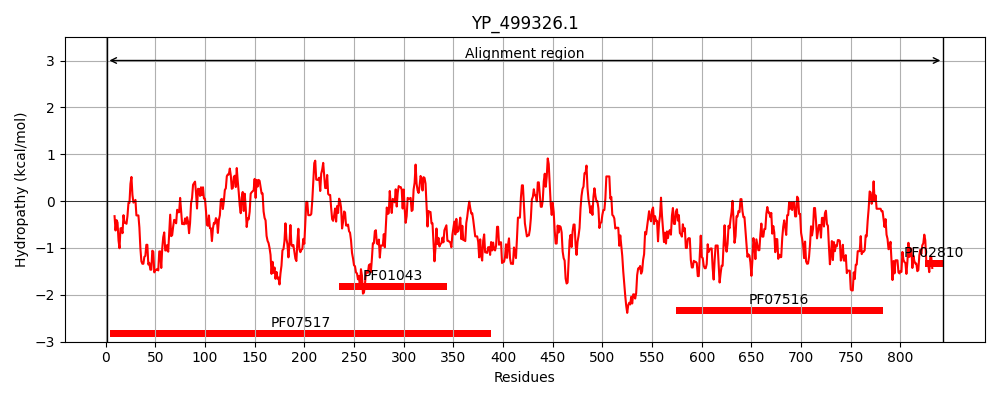 YP_499326.1
Alignment region
3
2
1
0
−1
−2
−3
Hydropathy (kcal/mol)
PF02810
PF01043
PF07516
PF07517
0 50 100 150 200 250 300 350 400 450 500 550 600 650 700 750 800
Residues